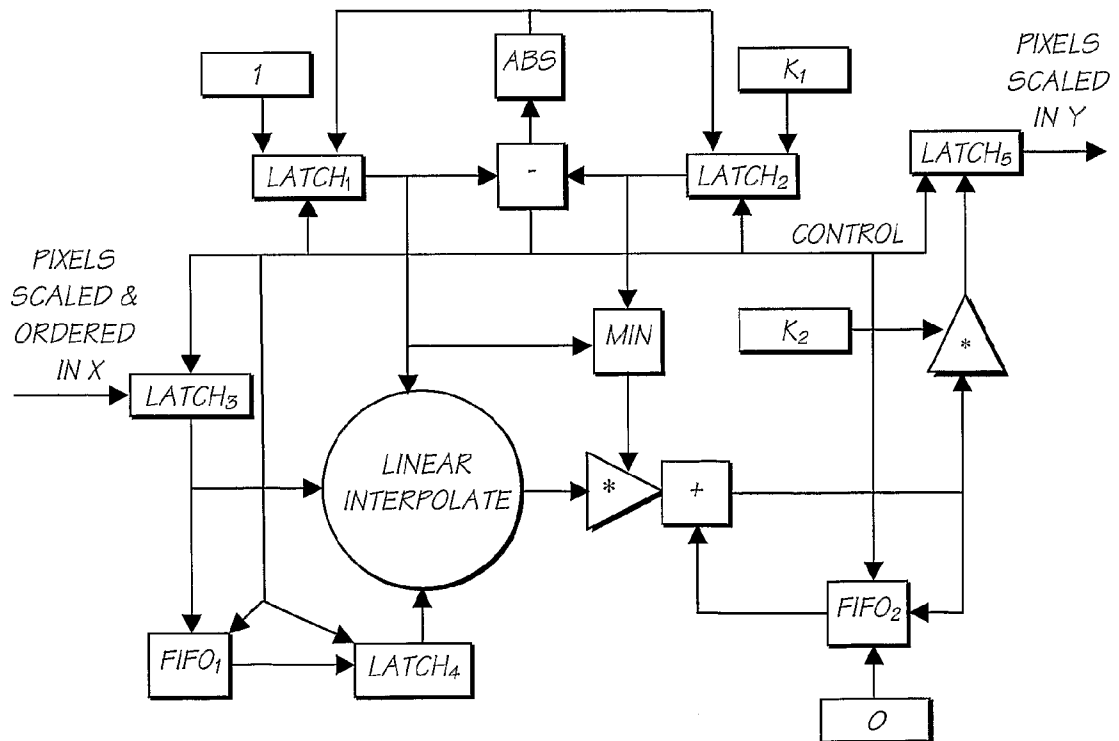 1
ABS
K₁
PIXELS
SCALED
IN Y
LATCH₁
-
LATCH₂
LATCH₅
CONTROL
PIXELS
SCALED &
ORDERED
IN X
MIN
K₂
*
LATCH₃
LINEAR
INTERPOLATE
*
+
FIFO₁
LATCH₄
FIFO₂
0